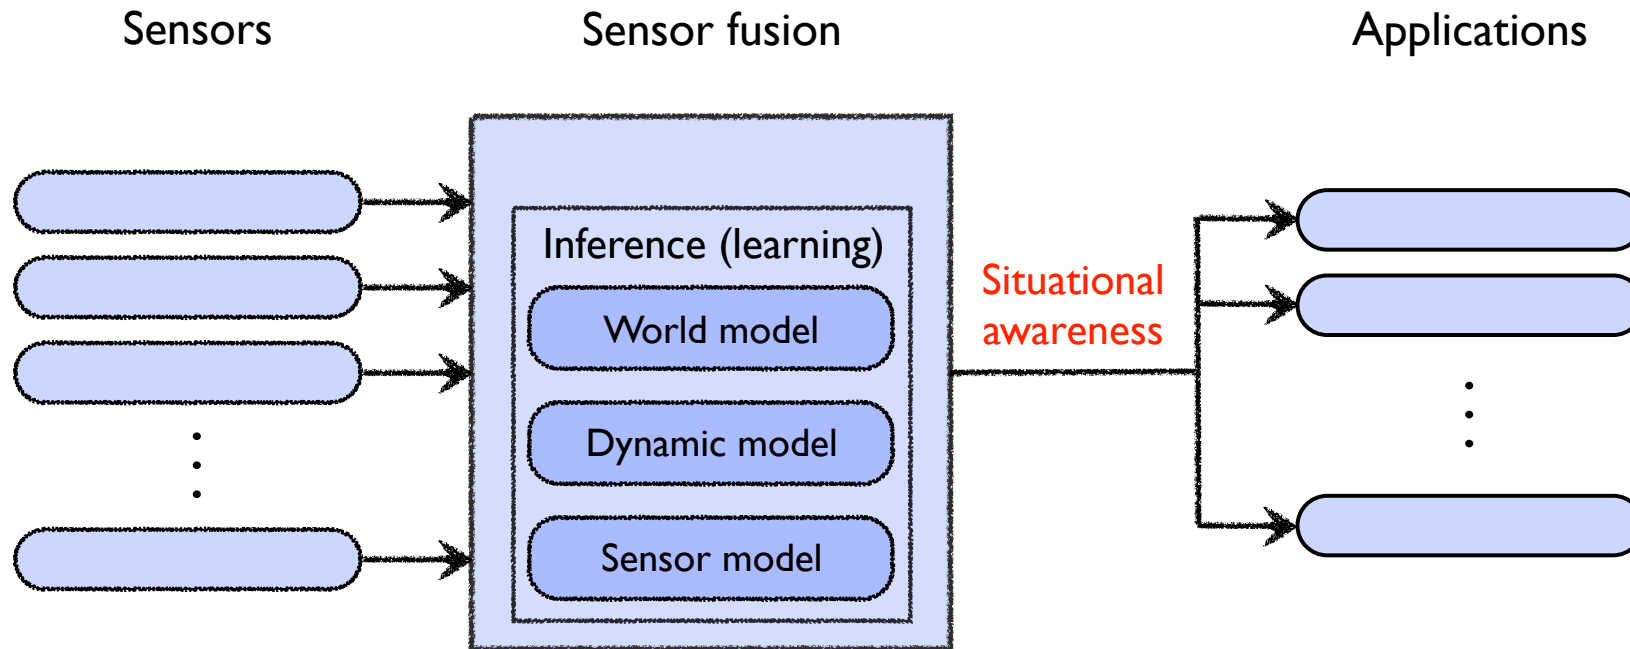 Sensors
Sensor fusion
Applications
Inference (learning)
World model
Dynamic model
Sensor model
Situational
awareness